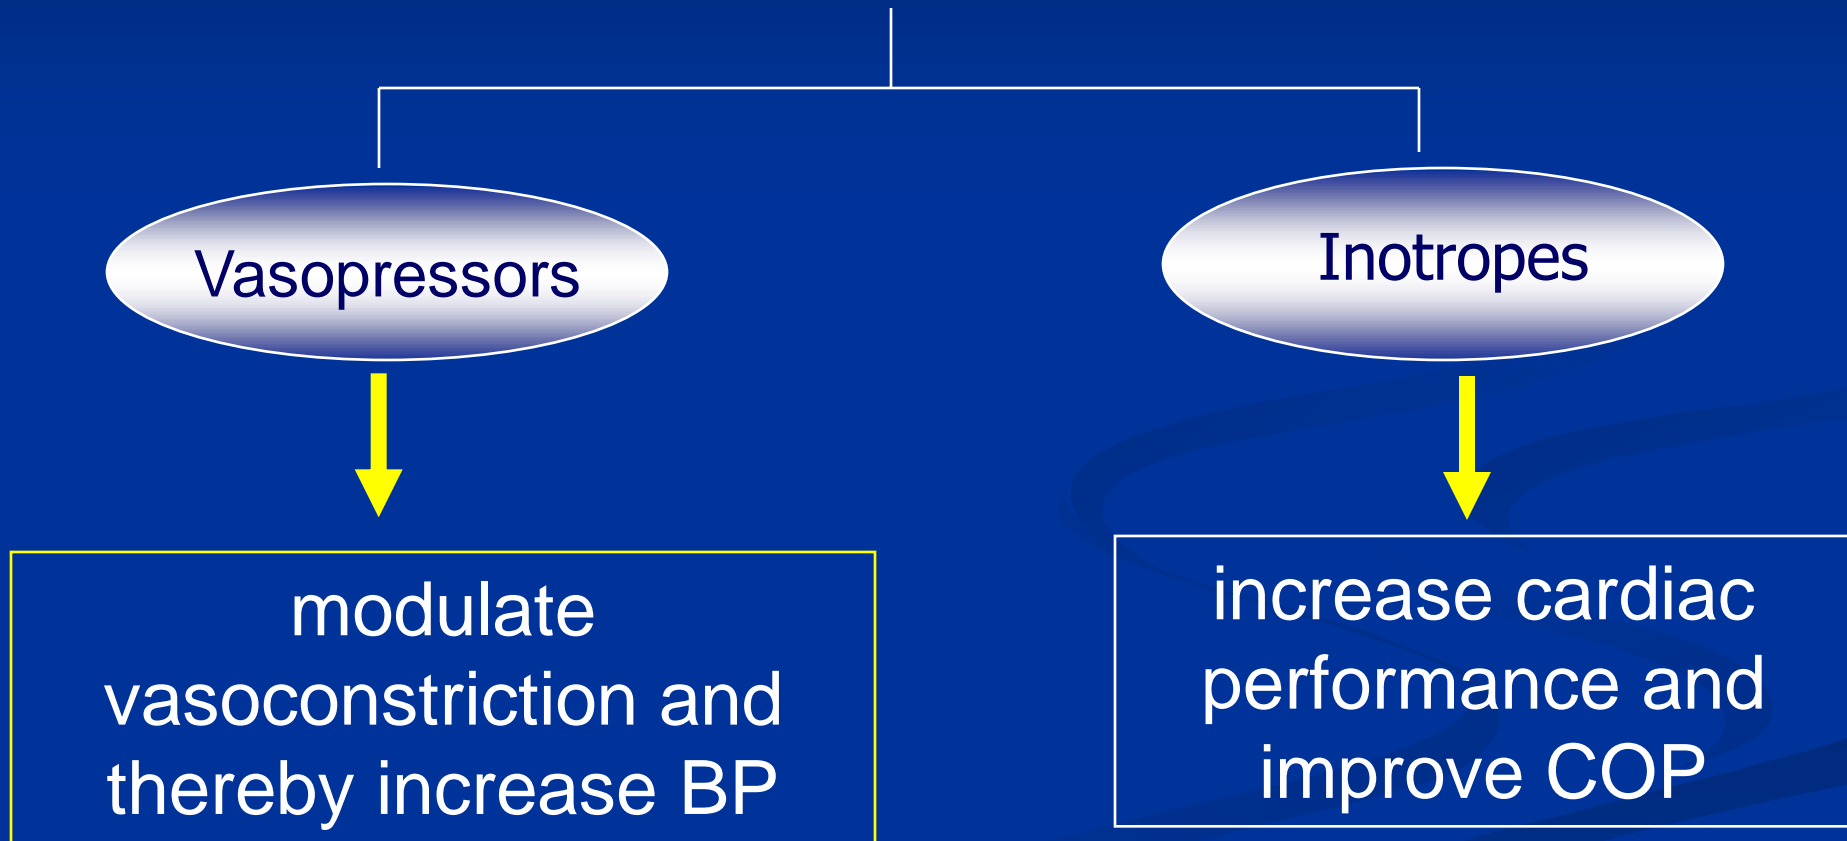 Vasopressors
Inotropes
modulate
vasoconstriction and
thereby increase BP
increase cardiac
performance and
improve COP